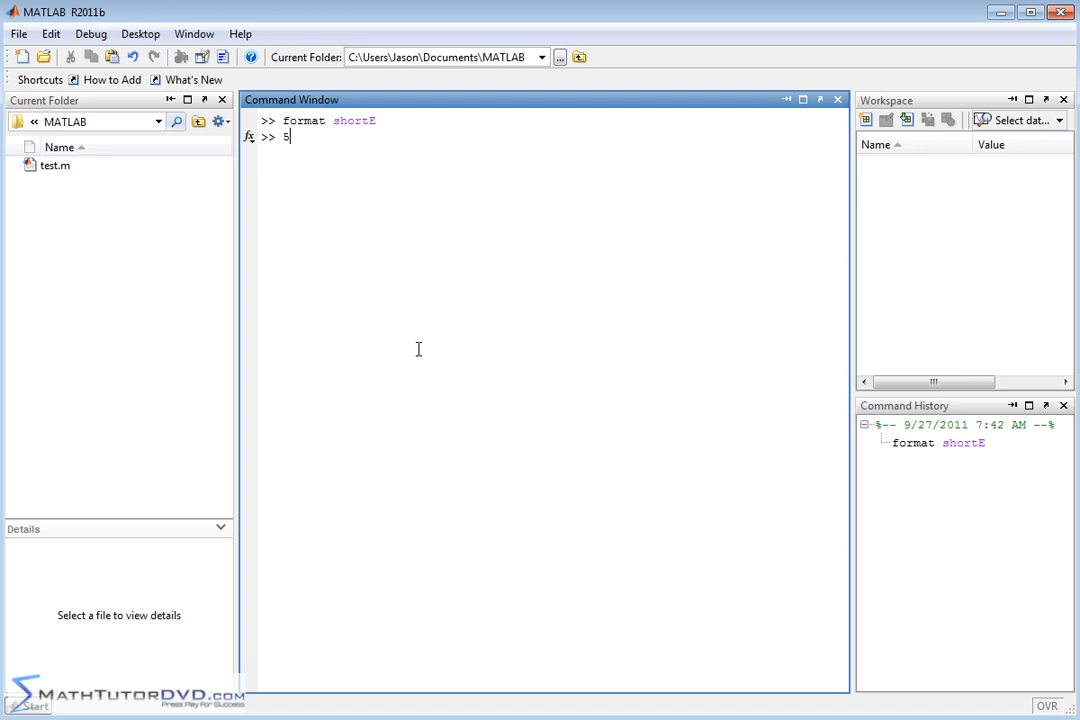 MATLAB R2011b
File Edit Debug Desktop Window Help
Current Folder: C:\Users\Jason\Documents\MATLAB ...
Shortcuts How to Add What's New
Current Folder
« MATLAB
Name
test.m
Details
Select a file to view details
Command Window
>> format shortE
fx >> 5
Workspace
Select dat...
Name Value
Command History
%-- 9/27/2011 7:42 AM --%
format shortE
MATHTUTORDVD.COM
Press Play For Success
Start
OVR